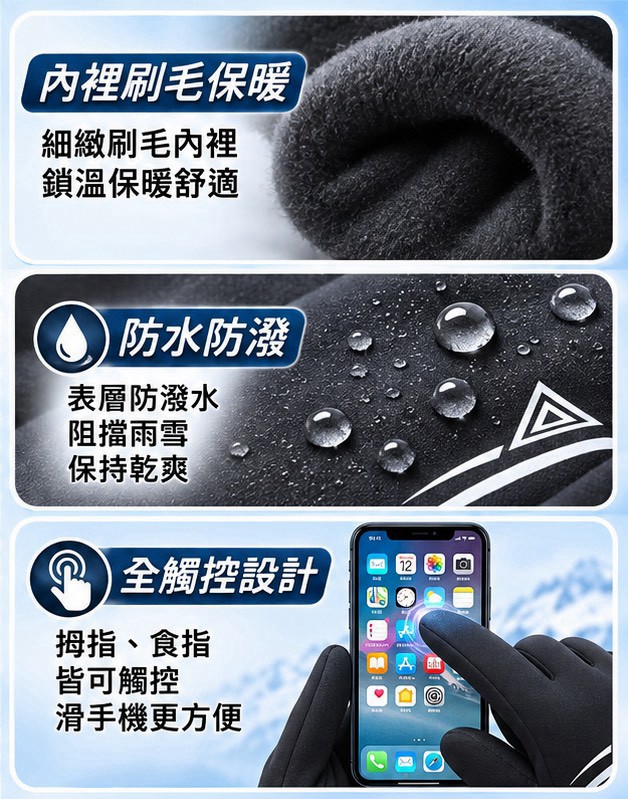 內裡刷毛保暖
細緻刷毛內裡
鎖溫保暖舒適
防水防潑
表層防潑水
阻擋雨雪
保持乾爽
全觸控設計
拇指、食指
皆可觸控
滑手機更方便
12